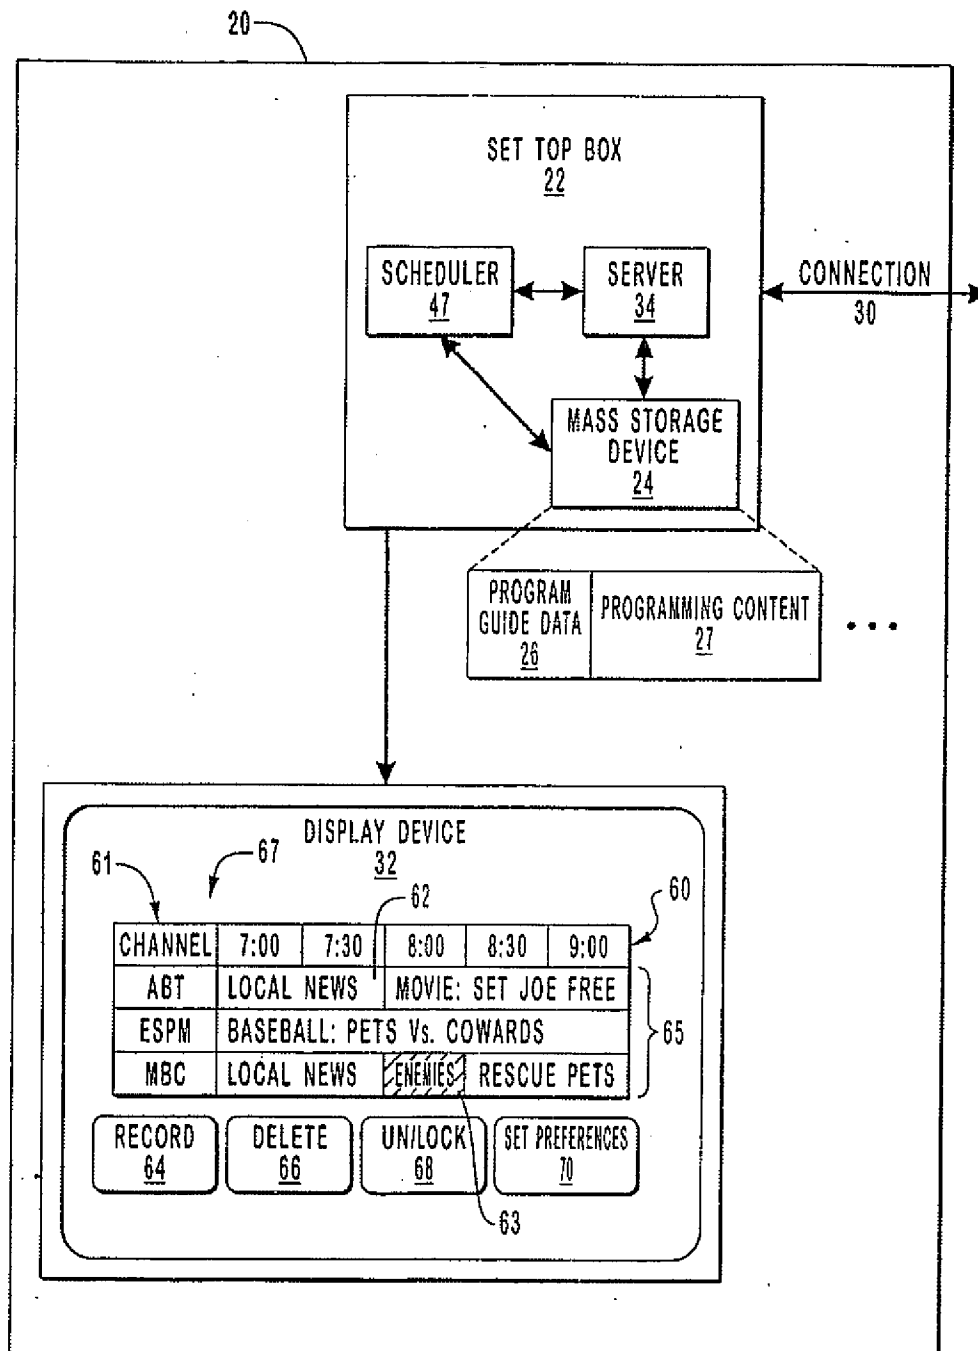 20
SET TOP BOX
22
SCHEDULER
47
SERVER
34
CONNECTION
30
MASS STORAGE
DEVICE
24
PROGRAM
GUIDE DATA
26
PROGRAMMING CONTENT
27
...
DISPLAY DEVICE
32
61
67
62
60
CHANNEL 7:00 7:30 8:00 8:30 9:00
ABT LOCAL NEWS MOVIE: SET JOE FREE
ESPM BASEBALL: PETS Vs. COWARDS
MBC LOCAL NEWS ENEMIES RESCUE PETS
65
RECORD
64
DELETE
66
UN/LOCK
68
SET PREFERENCES
70
63